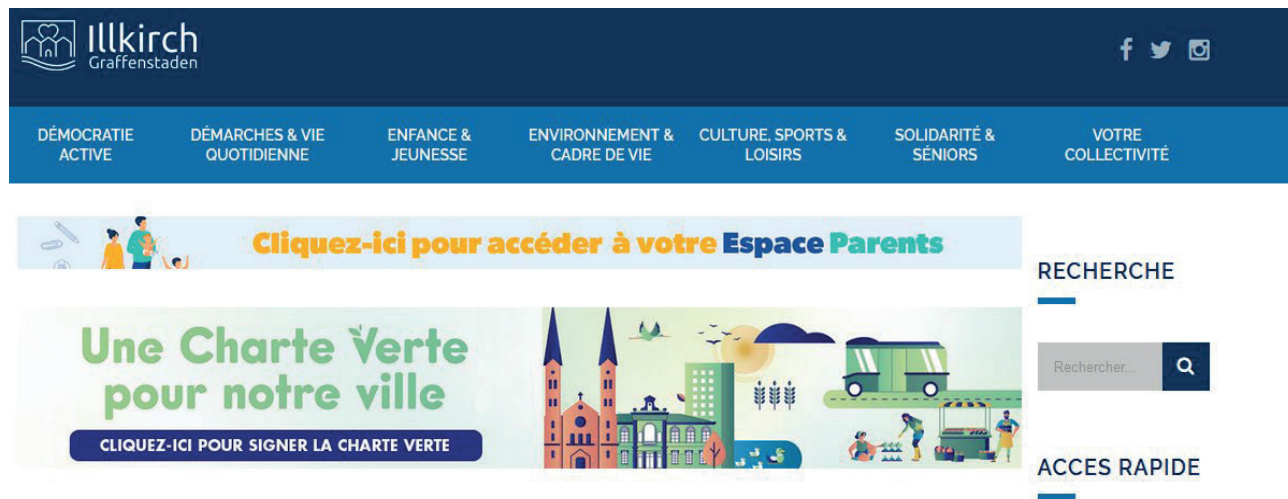 Illkirch
Graffenstaden
DÉMOCRATIE
ACTIVE
DÉMARCHES & VIE
QUOTIDIENNE
ENFANCE &
JEUNESSE
ENVIRONNEMENT &
CADRE DE VIE
CULTURE, SPORTS &
LOISIRS
SOLIDARITÉ &
SÉNIORS
VOTRE
COLLECTIVITÉ
Cliquez-ici pour accéder à votre Espace Parents
Une Charte Verte
pour notre ville
CLIQUEZ-ICI POUR SIGNER LA CHARTE VERTE
RECHERCHE
Rechercher...
ACCES RAPIDE